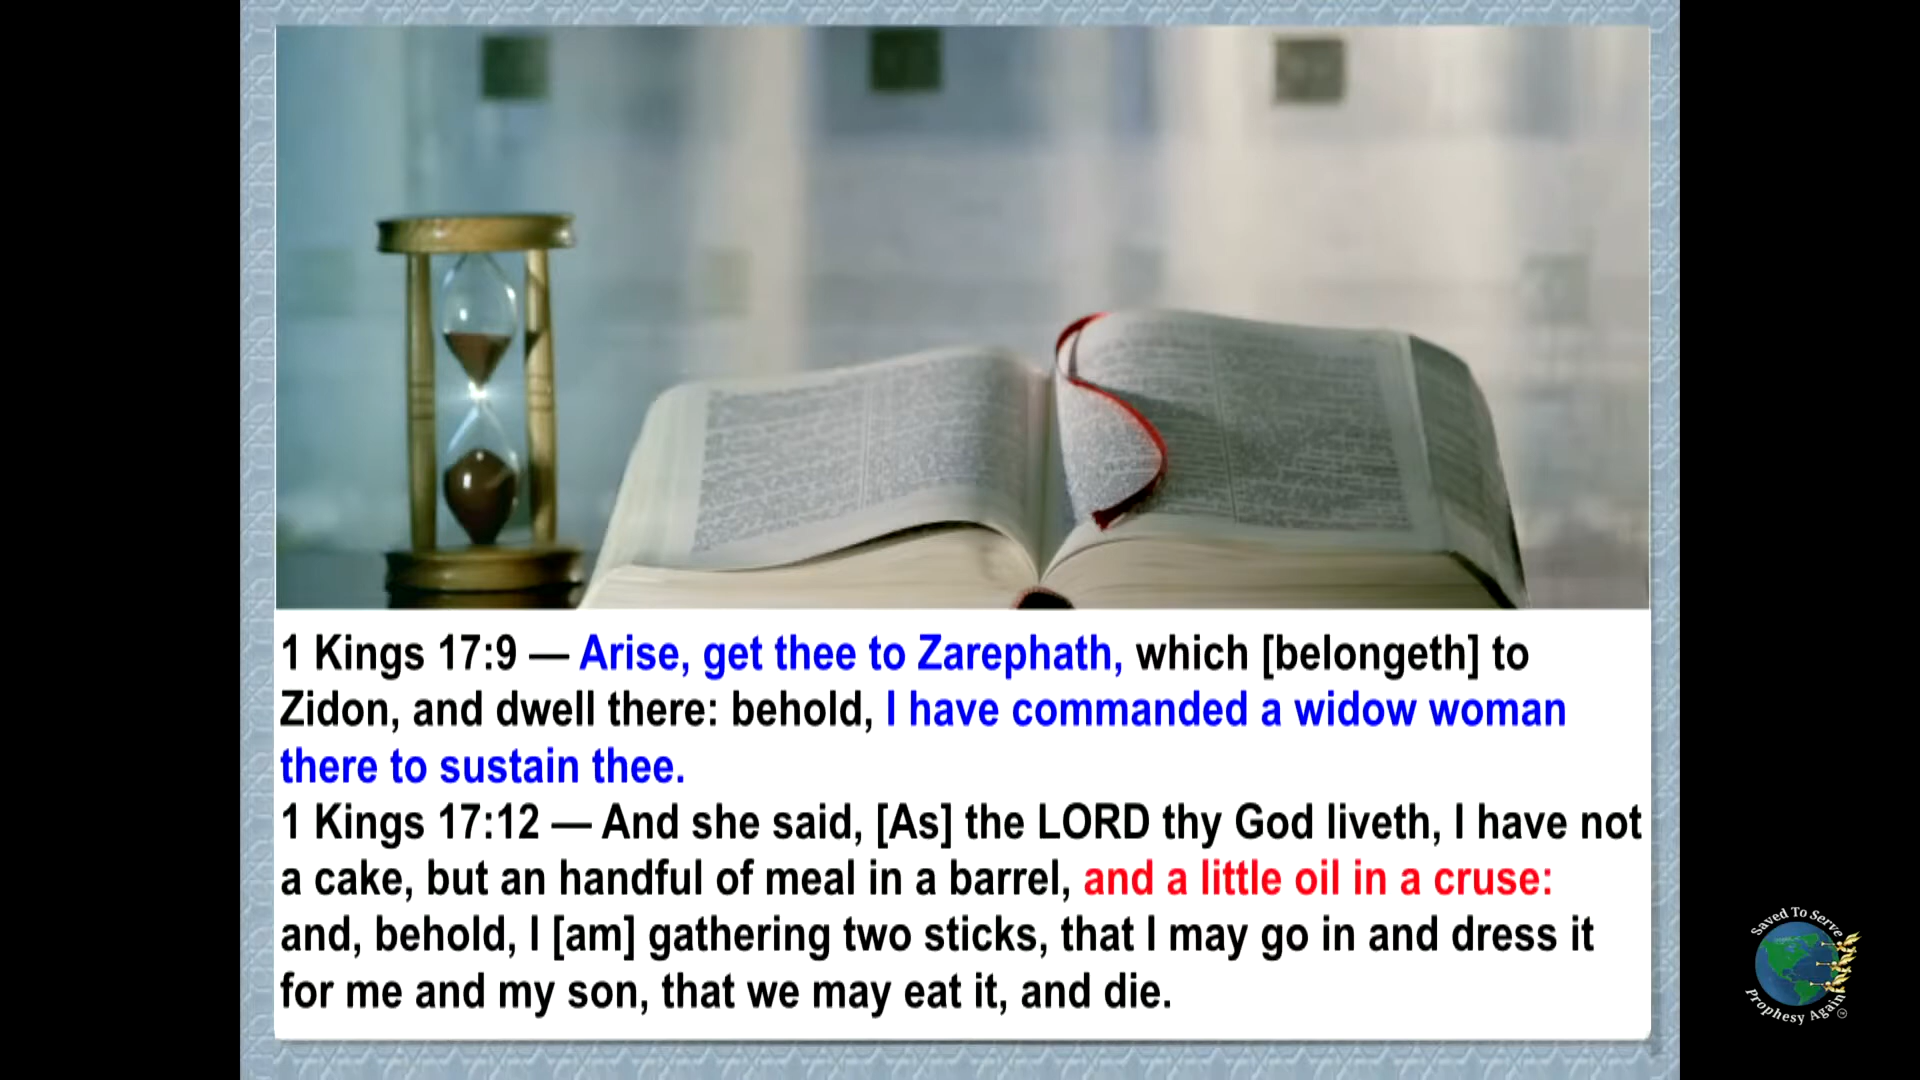 1 Kings 17:9 — Arise, get thee to Zarephath, which [belongeth] to
Zidon, and dwell there: behold, I have commanded a widow woman
there to sustain thee.
1 Kings 17:12 — And she said, [As] the LORD thy God liveth, I have not
a cake, but an handful of meal in a barrel, and a little oil in a cruse:
and, behold, I [am] gathering two sticks, that I may go in and dress it
for me and my son, that we may eat it, and die.
Saved To Serve
Prophesy Again